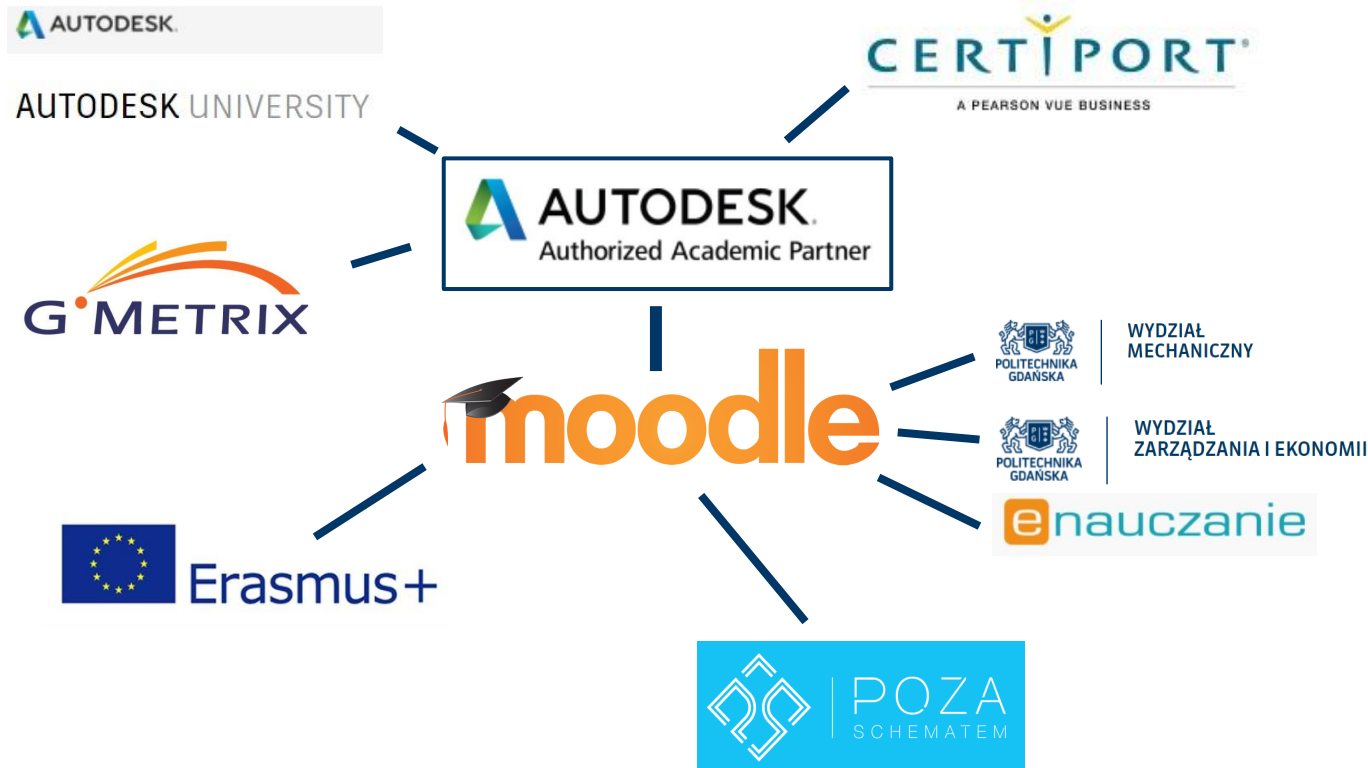 AUTODESK.
AUTODESK UNIVERSITY
CERTIPORT
A PEARSON VUE BUSINESS
AUTODESK.
Authorized Academic Partner
G METRIX
moodle
POLITECHNIKA
GDAŃSKA
WYDZIAŁ
MECHANICZNY
POLITECHNIKA
GDAŃSKA
WYDZIAŁ
ZARZĄDZANIA I EKONOMII
e nauczanie
Erasmus+
POZA
SCHEMATEM